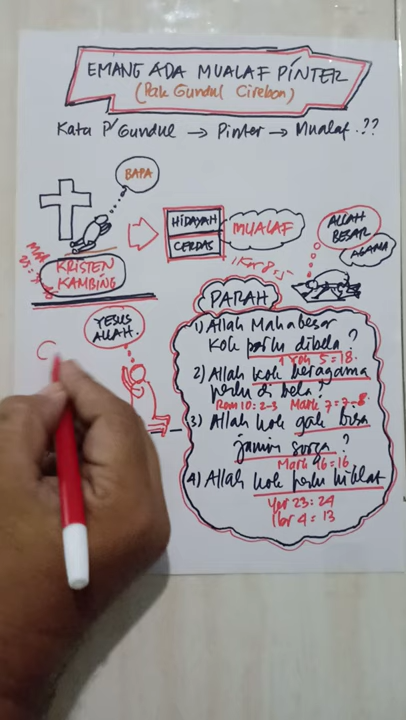 EMANG ADA MUALAF PINTER
(Pak Gundul Cirebon)
Kata P'Gundul → Pinter → Mualaf.??
BAPA
HIDAYAH
CERDAS
MUALAF
ALLAH
BESAR
AGAMA
KRISTEN
KAMBING
1 Kor 8:5
YESUS
ALLAH.
PARAH
1) Allah Mahabesar
kok perlu dibela?
1 Yoh 5=18.
2) Allah kok beragama
perlu di bela?
Rom 10:2-3 Mark 7=7-8
3) Allah kok gak bisa
jamin sorga?
Mark 16=16
4) Allah kok perlu kiblat
Yer 23:24
Ibr 4=13